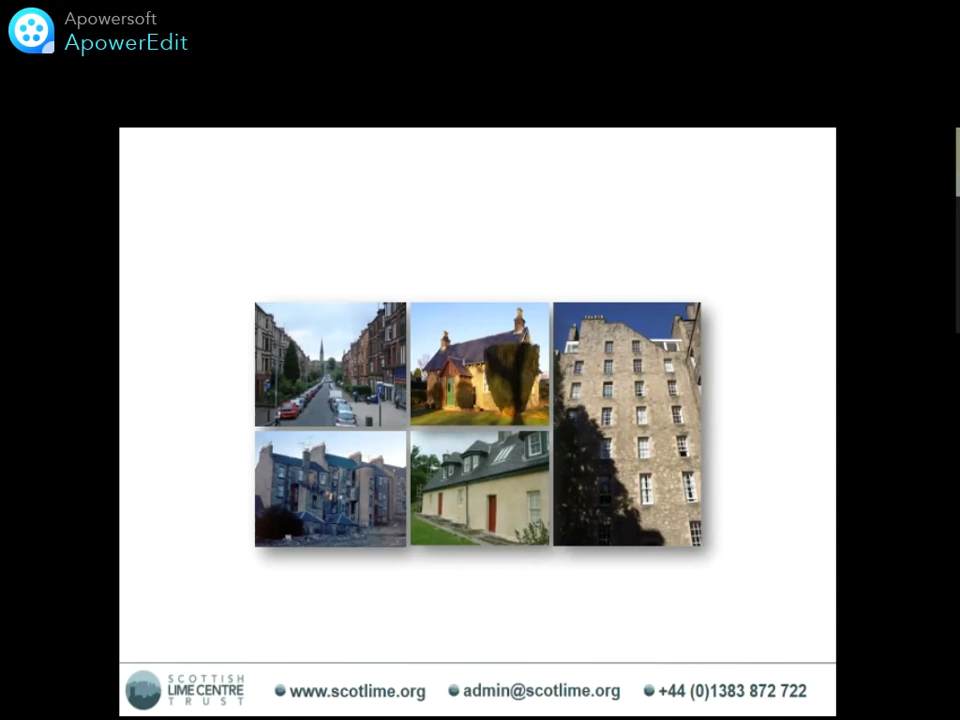 Apowersoft
ApowerEdit
SCOTTISH
LIME CENTRE
TRUST
www.scotlime.org
admin@scotlime.org
+44 (0)1383 872 722